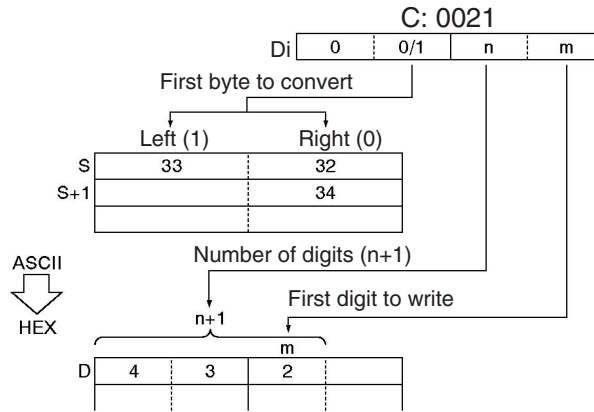 C: 0021
Di 0 0/1 n m
First byte to convert
Left (1) Right (0)
S 33 32
S+1 34
Number of digits (n+1)
ASCII
First digit to write
HEX
n+1
m
D 4 3 2